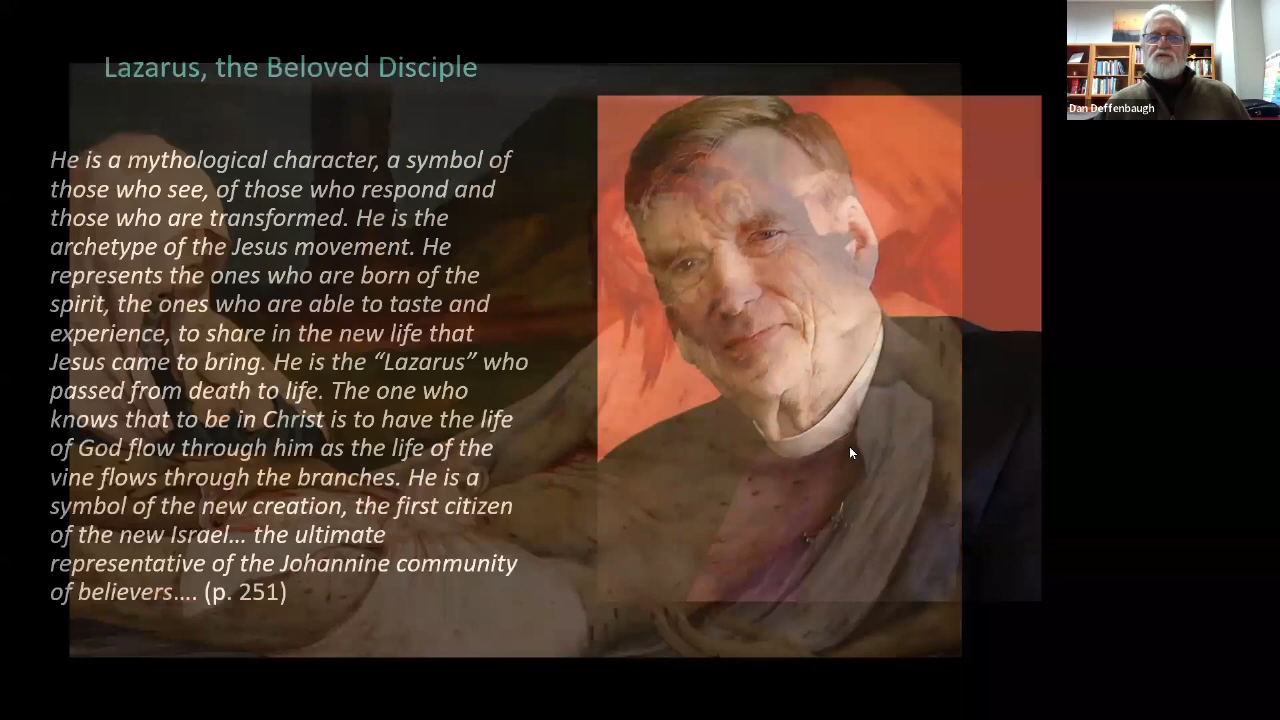 Lazarus, the Beloved Disciple
He is a mythological character, a symbol of
those who see, of those who respond and
those who are transformed. He is the
archetype of the Jesus movement. He
represents the ones who are born of the
spirit, the ones who are able to taste and
experience, to share in the new life that
Jesus came to bring. He is the “Lazarus” who
passed from death to life. The one who
knows that to be in Christ is to have the life
of God flow through him as the life of the
vine flows through the branches. He is a
symbol of the new creation, the first citizen
of the new Israel… the ultimate
representative of the Johannine community
of believers…. (p. 251)
Dan Deffenbaugh